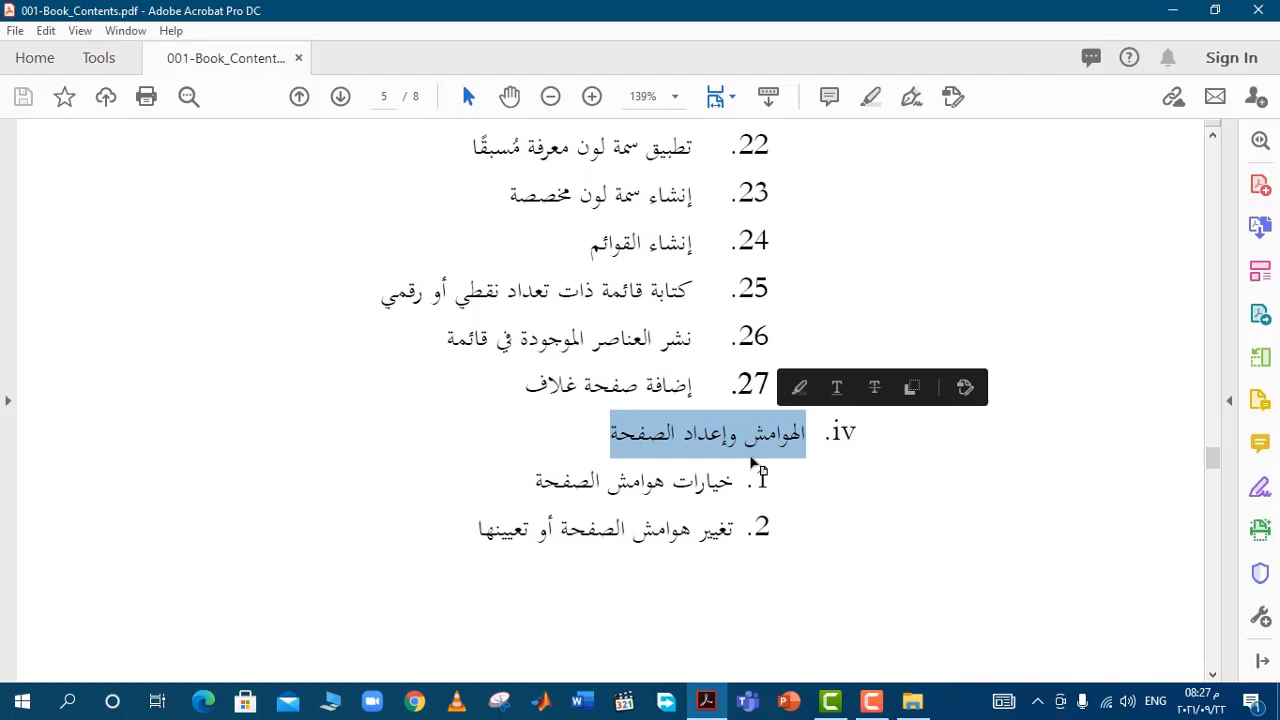 001-Book_Contents.pdf - Adobe Acrobat Pro DC
File Edit View Window Help
Home Tools 001-Book_Content... × Sign In
5 / 8 139%
22. تطبيق سمة لون معرفة مُسبقًا
23. إنشاء سمة لون مخصصة
24. إنشاء القوائم
25. كتابة قائمة ذات تعداد نقطي أو رقمي
26. نشر العناصر الموجودة في قائمة
27. إضافة صفحة غلاف
iv. الهوامش وإعداد الصفحة
1. خيارات هوامش الصفحة
2. تغيير هوامش الصفحة أو تعيينها
ENG 08:27 م
٢٠٢١/٠٩/٢٢